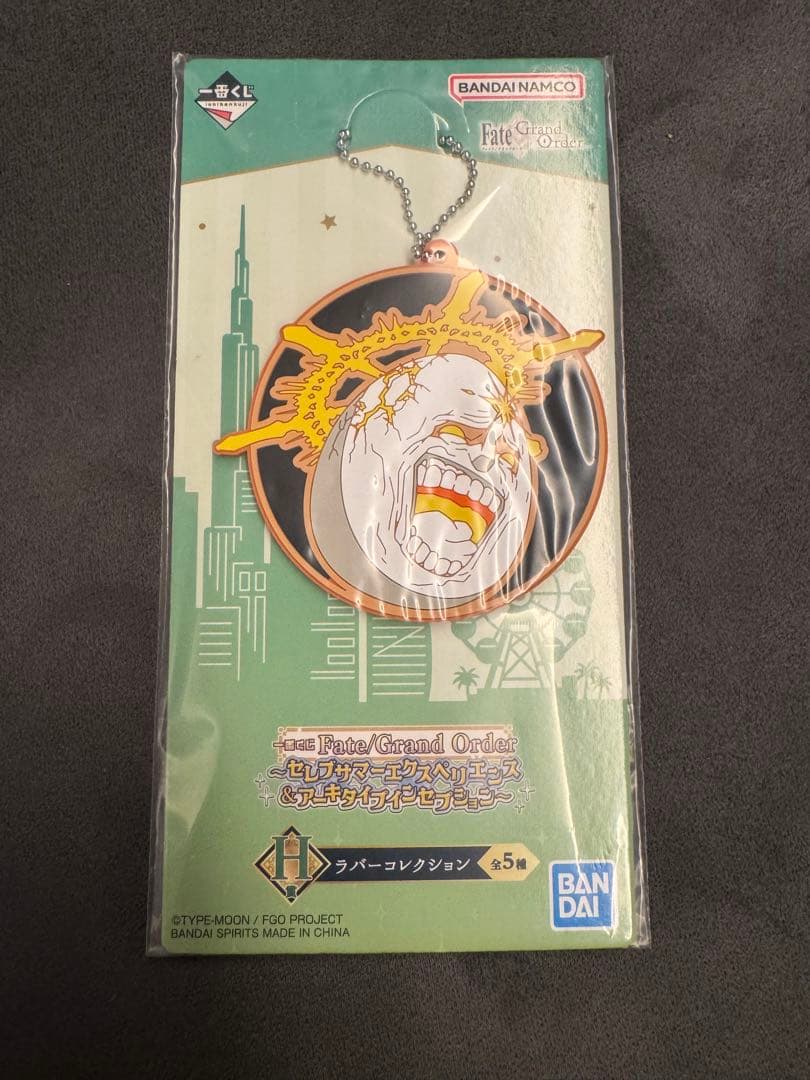 一番くじ
ichibankuji
BANDAI NAMCO
Fate Grand Order
一番くじ Fate/Grand Order
～セレブサマーエクスペリエンス
&アーキタイプインセプション～
H ラバーコレクション 全5種
BAN
DAI
©TYPE-MOON / FGO PROJECT
BANDAI SPIRITS MADE IN CHINA